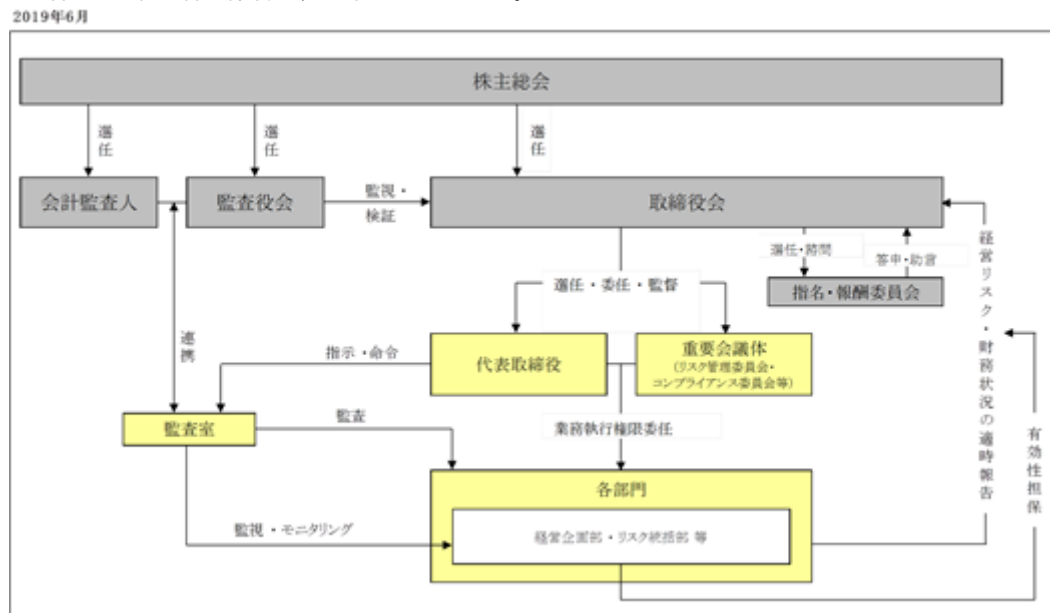 2019年6月
株主総会
選任
選任
選任
会計監査人
監査役会
監視・
検証
取締役会
選任・諮問
答申・助言
指名・報酬委員会
選任・委任・監督
連携
指示・命令
代表取締役
重要会議体
(リスク管理委員会・
コンプライアンス委員会等)
監査室
監査
業務執行権限委任
各部門
経営企画部・リスク統括部 等
監視・モニタリング
経営リスク・財務状況の適時報告
有効性担保